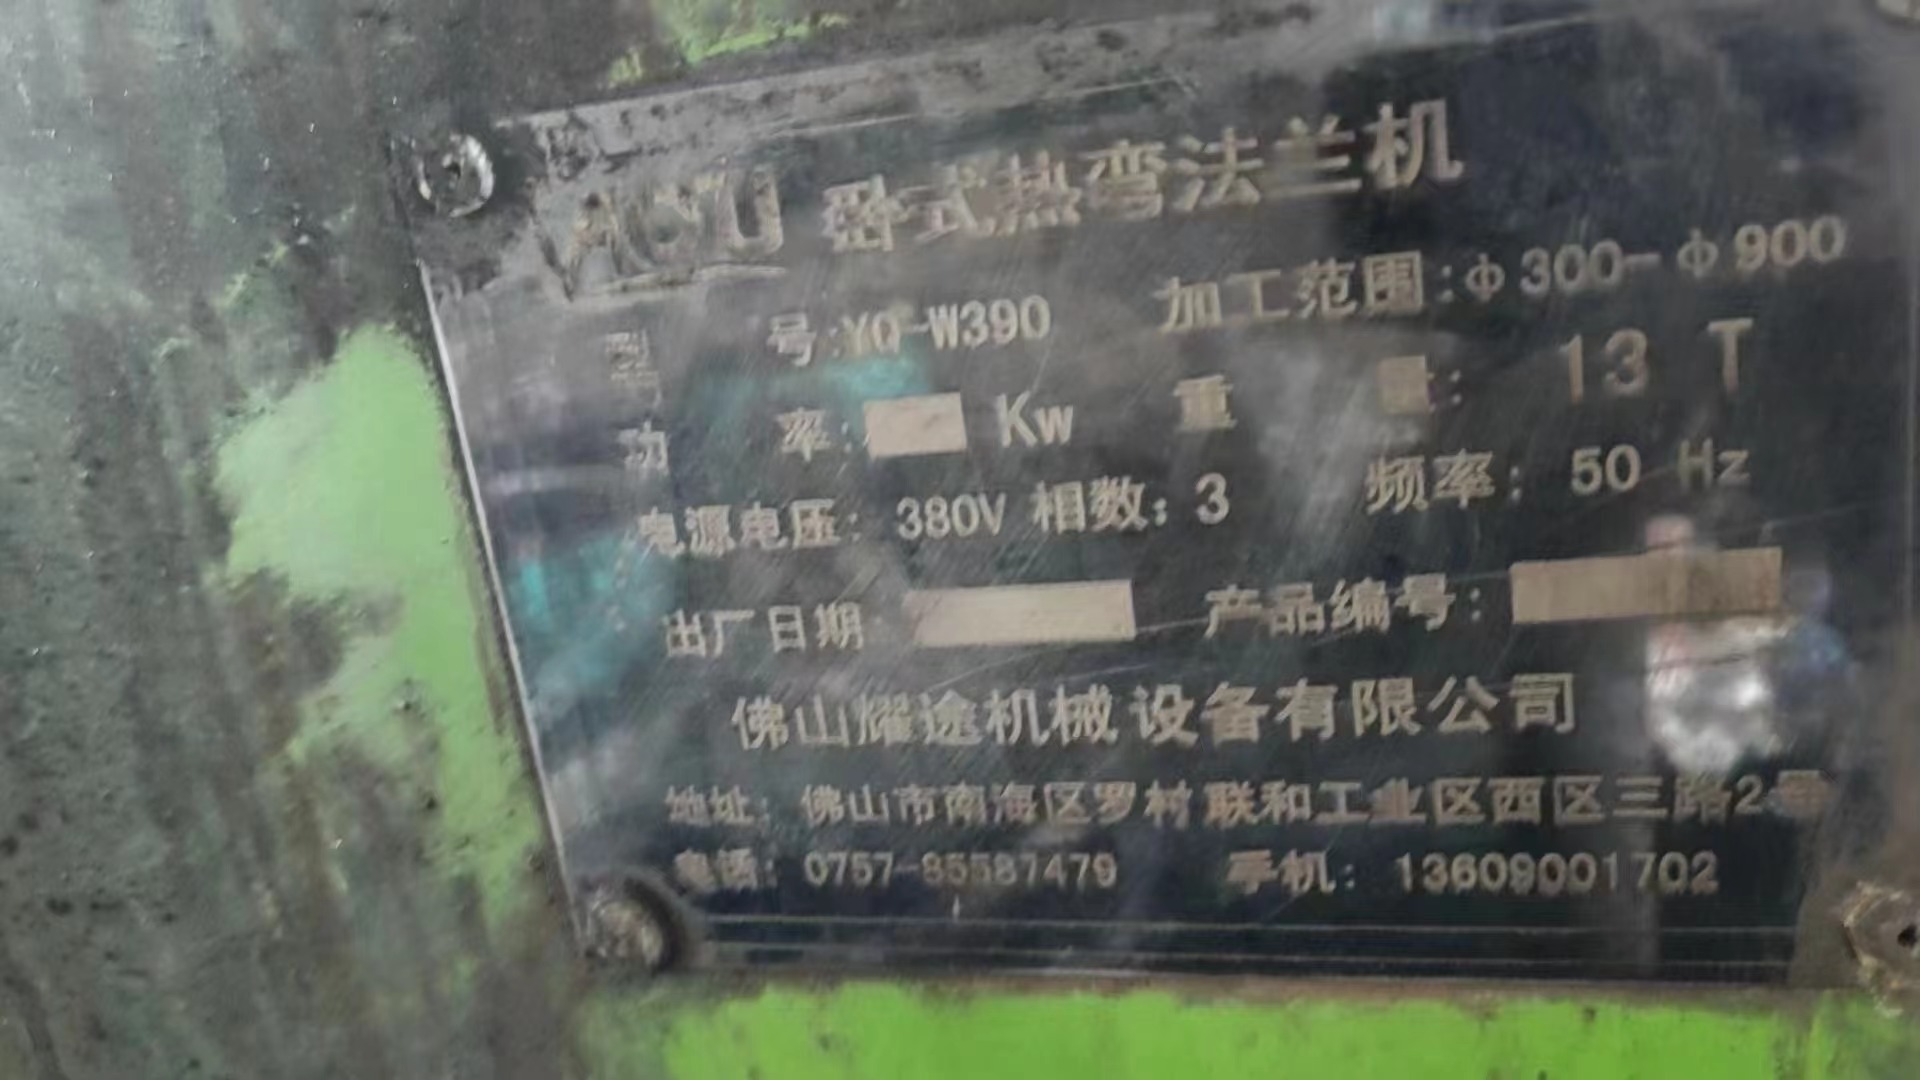 卧式热弯法兰机
型 号:YQ-W390 加工范围:Φ300-Φ900
功 率: Kw 重 量: 13 T
电源电压: 380V 相数: 3 频率: 50 Hz
出厂日期 产品编号:
佛山耀途机械设备有限公司
地址: 佛山市南海区罗村联和工业区西区三路2号
电话: 0757-85587479 手机: 13609001702